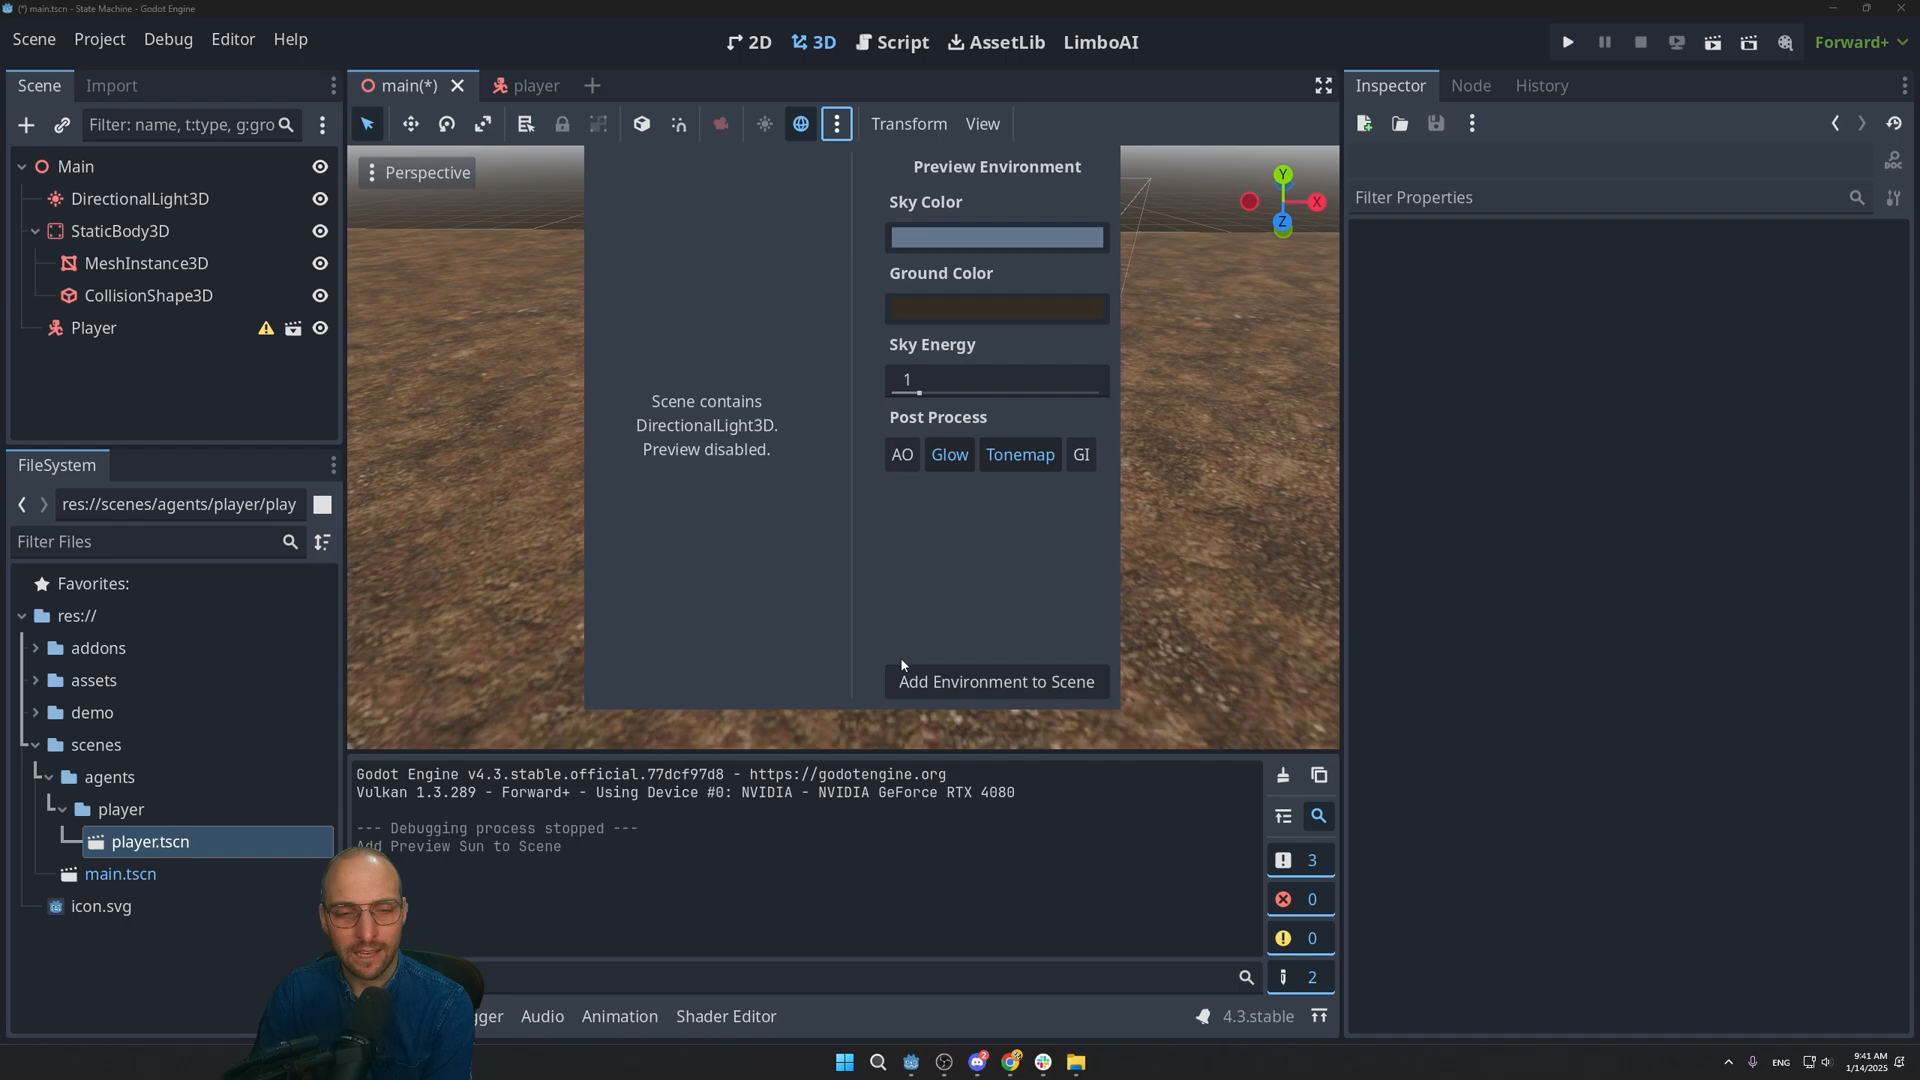 (*) main.tscn - State Machine - Godot Engine
Scene Project Debug Editor Help
2D 3D Script AssetLib LimboAI
Forward+
Scene Import
main(*) player
Inspector Node History
Filter: name, t:type, g:gro
Transform View
Main
DirectionalLight3D
StaticBody3D
MeshInstance3D
CollisionShape3D
Player
Perspective
Y
X
Z
Preview Environment
Sky Color
Ground Color
Sky Energy
1
Post Process
AO Glow Tonemap GI
Scene contains
DirectionalLight3D.
Preview disabled.
Add Environment to Scene
DOC
Filter Properties
FileSystem
res://scenes/agents/player/play
Filter Files
Favorites:
res://
addons
assets
demo
scenes
agents
player
player.tscn
main.tscn
icon.svg
Godot Engine v4.3.stable.official.77dcf97d8 - https://godotengine.org
Vulkan 1.3.289 - Forward+ - Using Device #0: NVIDIA - NVIDIA GeForce RTX 4080
--- Debugging process stopped ---
Add Preview Sun to Scene
3
0
0
2
gger Audio Animation Shader Editor
4.3.stable
2
ENG
9:41 AM
1/14/2025